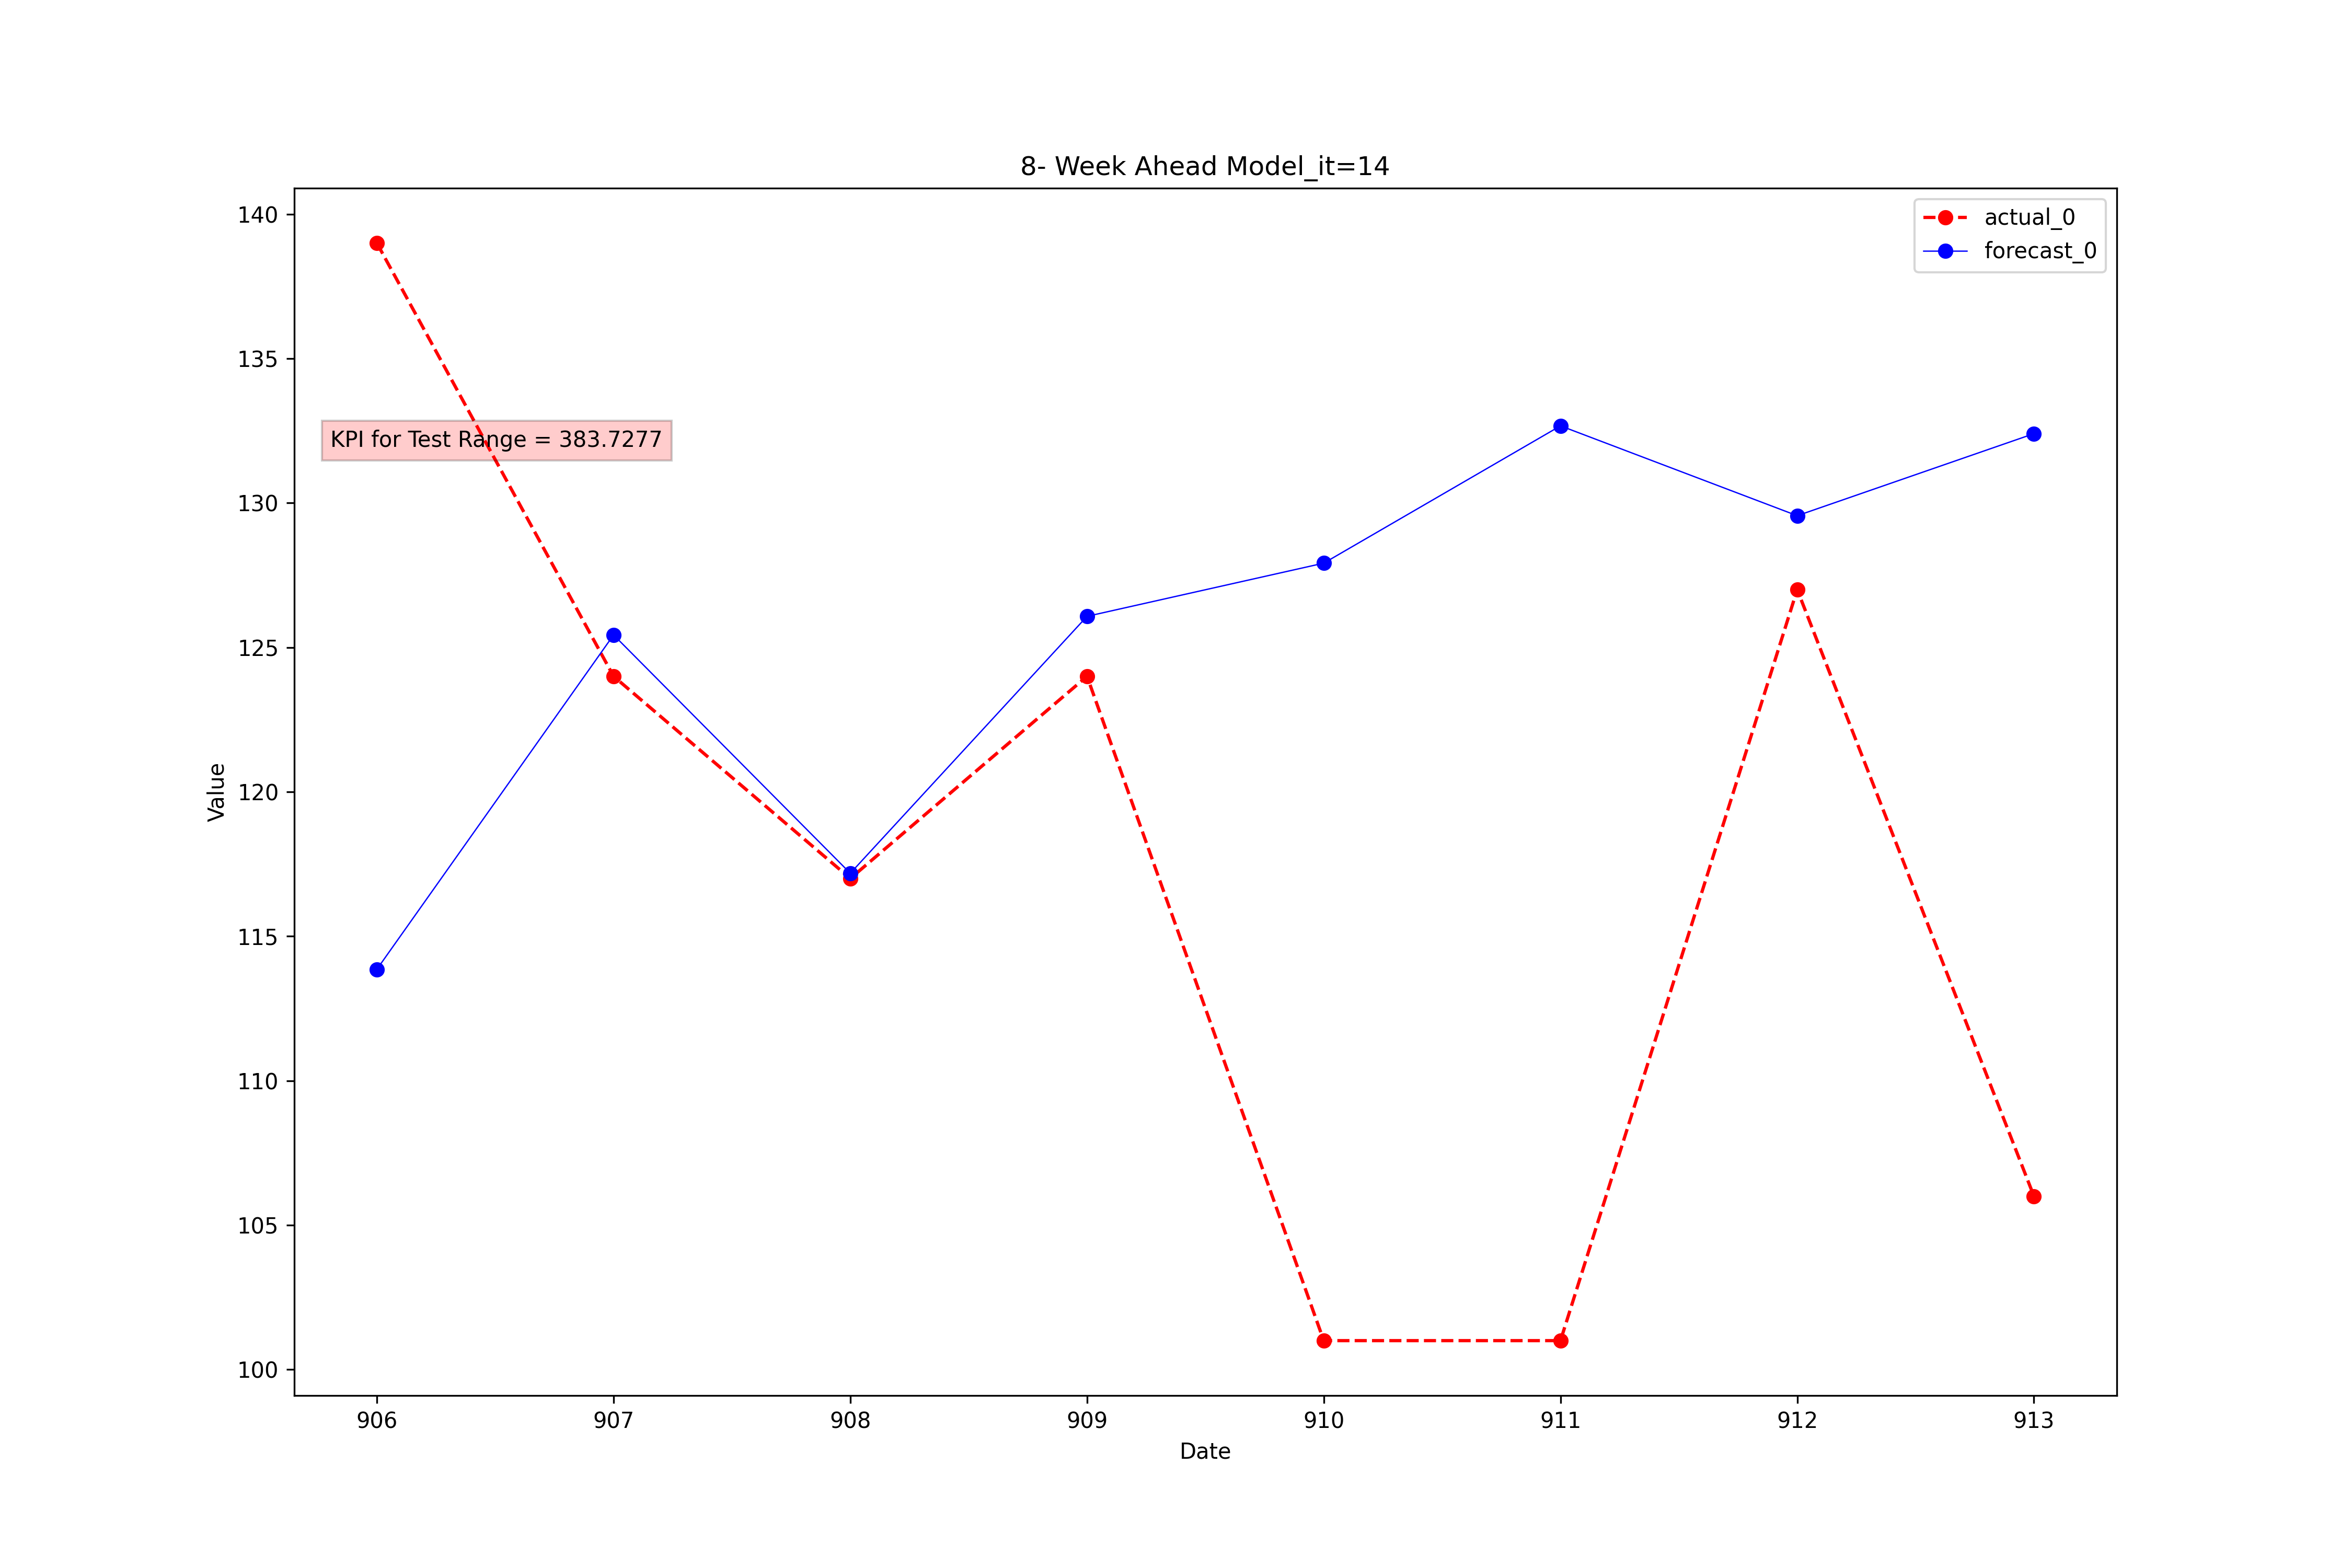 8- Week Ahead Model_it=14
actual_0
forecast_0
KPI for Test Range = 383.7277
Value
140
135
130
125
120
115
110
105
100
906 907 908 909 910 911 912 913
Date